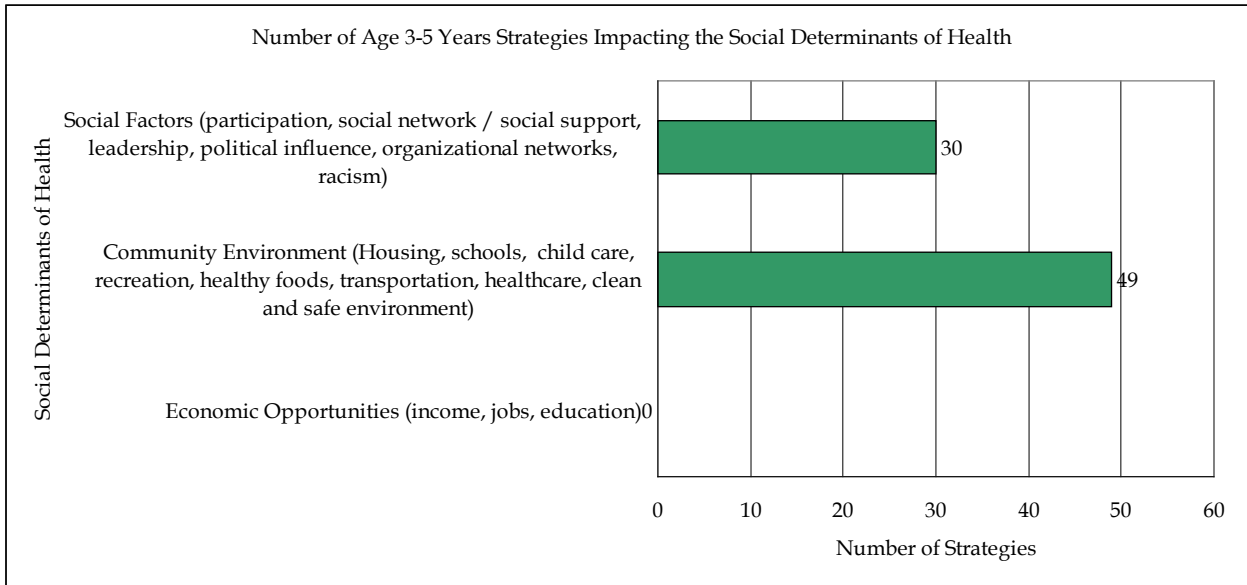 Number of Age 3-5 Years Strategies Impacting the Social Determinants of Health
Social Determinants of Health
Social Factors (participation, social network / social support,
leadership, political influence, organizational networks,
racism)
30
Community Environment (Housing, schools,  child care,
recreation, healthy foods, transportation, healthcare, clean
and safe environment)
49
Economic Opportunities (income, jobs, education)
0
0 10 20 30 40 50 60
Number of Strategies